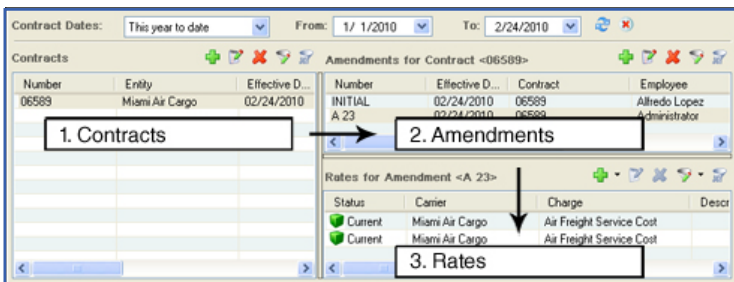 Contract Dates: This year to date From: 1/ 1/2010 To: 2/24/2010
Contracts
Number Entity Effective D...
06589 Miami Air Cargo 02/24/2010
1. Contracts
Amendments for Contract <06589>
Number Effective D... Contract Employee
INITIAL 02/24/2010 06589 Alfredo Lopez
A 23 02/24/2010 06589 Administrator
2. Amendments
Rates for Amendment <A 23>
Status Carrier Charge Descr
Current Miami Air Cargo Air Freight Service Cost
Current Miami Air Cargo Air Freight Service Cost
3. Rates